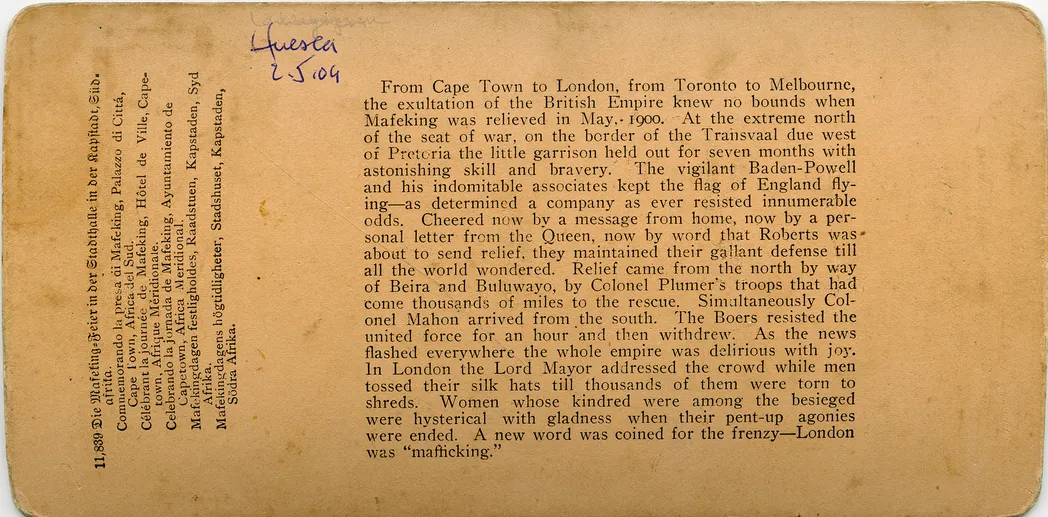 Huesca
2.5.04
From Cape Town to London, from Toronto to Melbourne,
the exultation of the British Empire knew no bounds when
Mafeking was relieved in May, 1900. At the extreme north
of the seat of war, on the border of the Transvaal due west
of Pretoria the little garrison held out for seven months with
astonishing skill and bravery. The vigilant Baden-Powell
and his indomitable associates kept the flag of England fly-
ing—as determined a company as ever resisted innumerable
odds. Cheered now by a message from home, now by a per-
sonal letter from the Queen, now by word that Roberts was
about to send relief, they maintained their gallant defense till
all the world wondered. Relief came from the north by way
of Beira and Buluwayo, by Colonel Plumer's troops that had
come thousands of miles to the rescue. Simultaneously Col-
onel Mahon arrived from the south. The Boers resisted the
united force for an hour and then withdrew. As the news
flashed everywhere the whole empire was delirious with joy.
In London the Lord Mayor addressed the crowd while men
tossed their silk hats till thousands of them were torn to
shreds. Women whose kindred were among the besieged
were hysterical with gladness when their pent-up agonies
were ended. A new word was coined for the frenzy—London
was "mafficking."
11,839 Die Mafeking-Feier in der Stadthalle in der Kapstadt, Süd-
afrika.
Commemorando la presa di Mafeking, Palazzo di Cittá,
Cape Town, Africa del Sud.
Célébrant la journée de Mafeking, Hôtel de Ville, Cape-
town, Afrique Méridionale.
Celebrando la jornada de Mafeking, Ayuntamiento de
Capetown, Africa Meridional.
Mafekingdagen festligholdes, Raadstuen, Kapstaden, Syd
Afrika.
Mafekingdagens högtidligheter, Stadshuset, Kapstaden,
Södra Afrika.